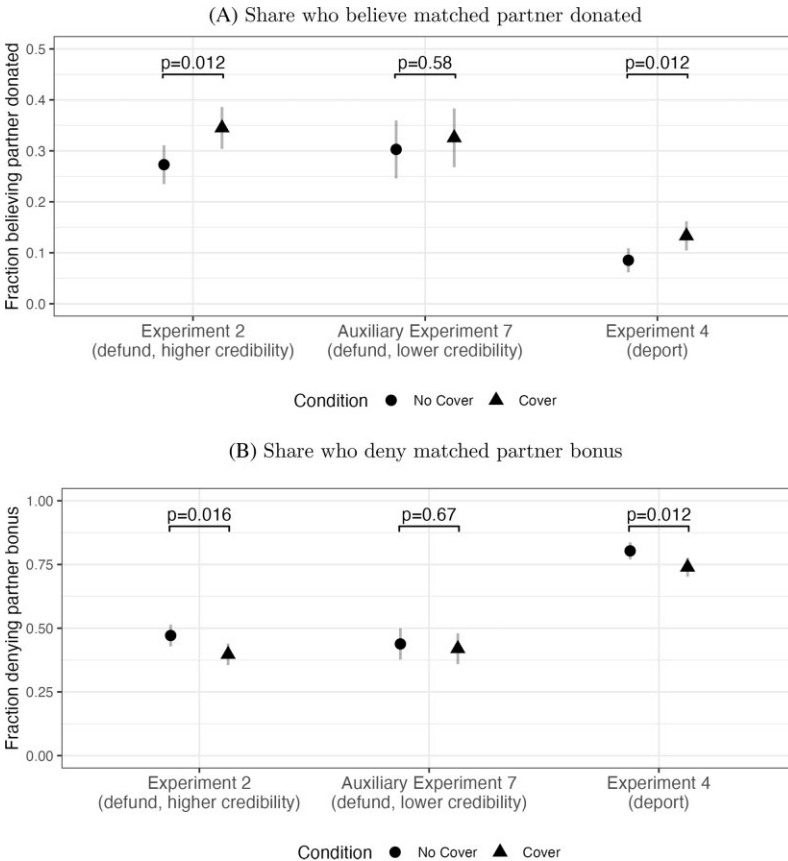 (A) Share who believe matched partner donated
Fraction believing partner donated
0.5
0.4
0.3
0.2
0.1
0.0
p=0.012
p=0.58
p=0.012
Experiment 2
(defund, higher credibility)
Auxiliary Experiment 7
(defund, lower credibility)
Experiment 4
(deport)
Condition No Cover Cover
(B) Share who deny matched partner bonus
Fraction denying partner bonus
1.00
0.75
0.50
0.25
0.00
p=0.016
p=0.67
p=0.012
Experiment 2
(defund, higher credibility)
Auxiliary Experiment 7
(defund, lower credibility)
Experiment 4
(deport)
Condition No Cover Cover